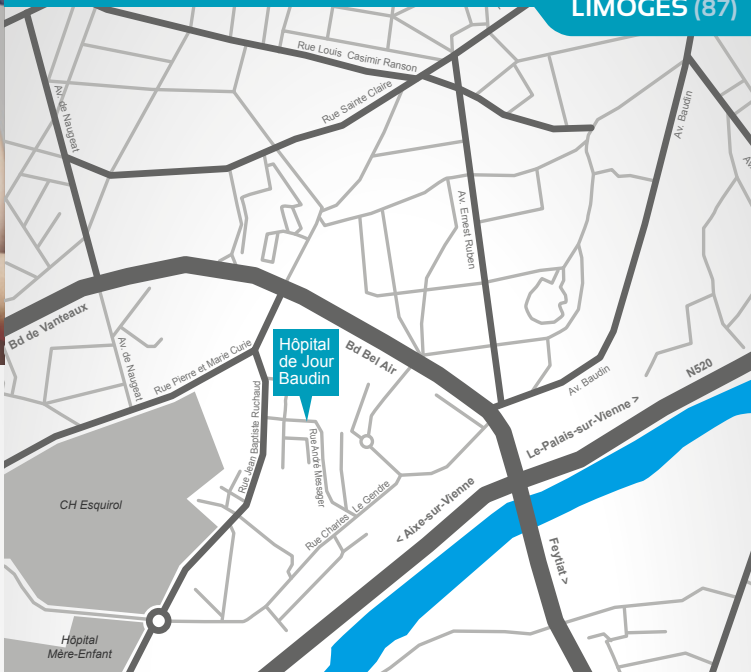 LIMOGES (87)
Rue Louis Casimir Ranson
Rue Sainte Claire
Av. de Naugeat
Av. Baudin
Av. Ernest Ruben
Bd de Vanteaux
Av. de Naugeat
Rue Pierre et Marie Curie
Hôpital
de Jour
Baudin
Bd Bel Air
Av. Baudin
N520
Le-Palais-sur-Vienne >
Rue Jean Baptiste Ruchaud
Rue André Messager
Rue Charles Le Gendre
< Aixe-sur-Vienne
Feytiat >
CH Esquirol
Hôpital
Mère-Enfant